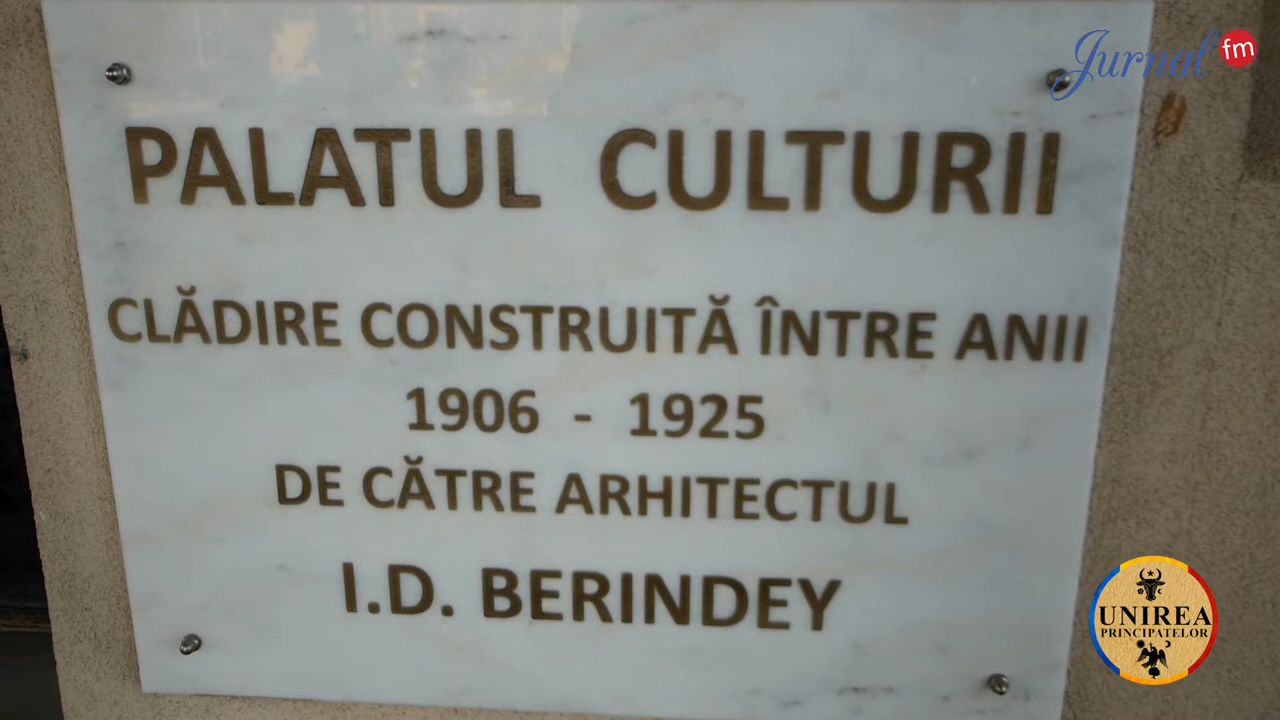 Jurnal fm
PALATUL CULTURII
CLĂDIRE CONSTRUITĂ ÎNTRE ANII
1906 - 1925
DE CĂTRE ARHITECTUL
I.D. BERINDEY
UNIREA
PRINCIPATELOR